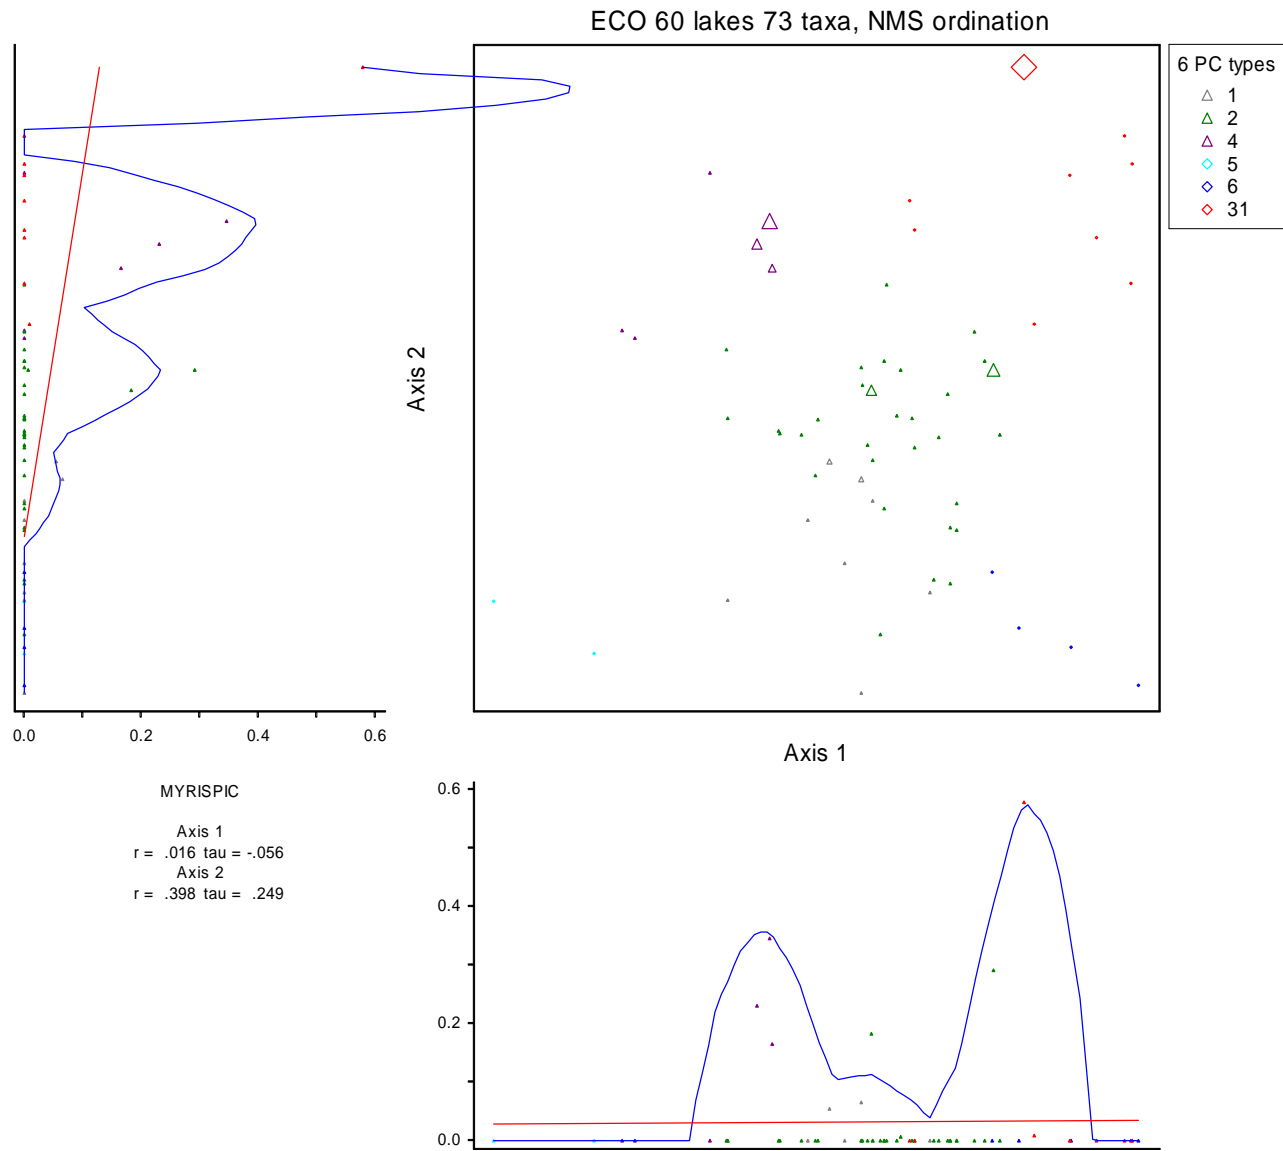 ECO 60 lakes 73 taxa, NMS ordination
6 PC types
1
2
4
5
6
31
Axis 2
0.0 0.2 0.4 0.6
Axis 1
MYRISPIC
Axis 1
r = .016 tau = -.056
Axis 2
r = .398 tau = .249
0.6
0.4
0.2
0.0